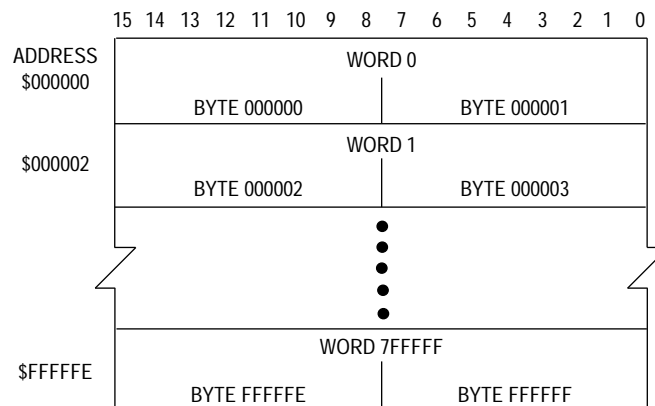 15 14 13 12 11 10 9 8 7 6 5 4 3 2 1 0
ADDRESS
$000000
WORD 0
BYTE 000000 BYTE 000001
$000002
WORD 1
BYTE 000002 BYTE 000003
WORD 7FFFFF
$FFFFFE
BYTE FFFFFE BYTE FFFFFF